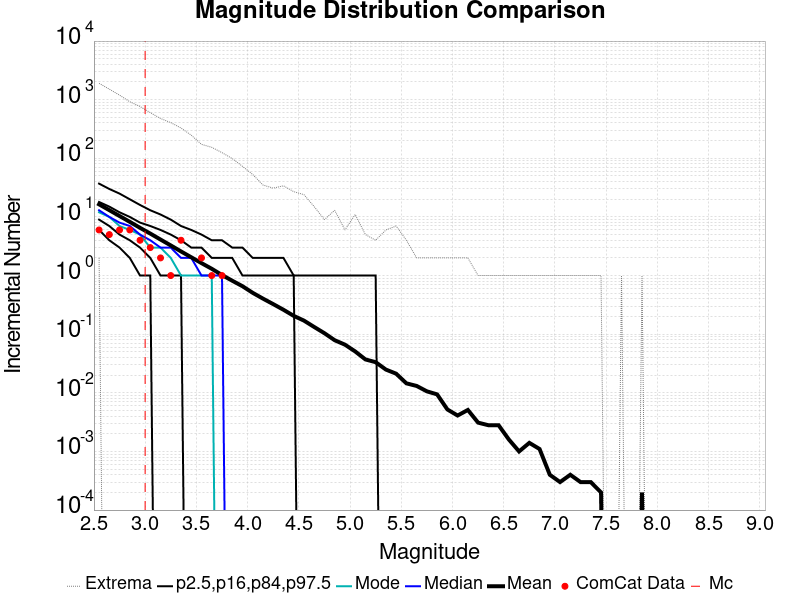 Magnitude Distribution Comparison
10 4
10 3
10 2
10 1
10 0
10 -1
10 -2
10 -3
10 -4
Incremental Number
2.5 3.0 3.5 4.0 4.5 5.0 5.5 6.0 6.5 7.0 7.5 8.0 8.5 9.0
Magnitude
Extrema p2.5,p16,p84,p97.5 Mode Median Mean ComCat Data Mc